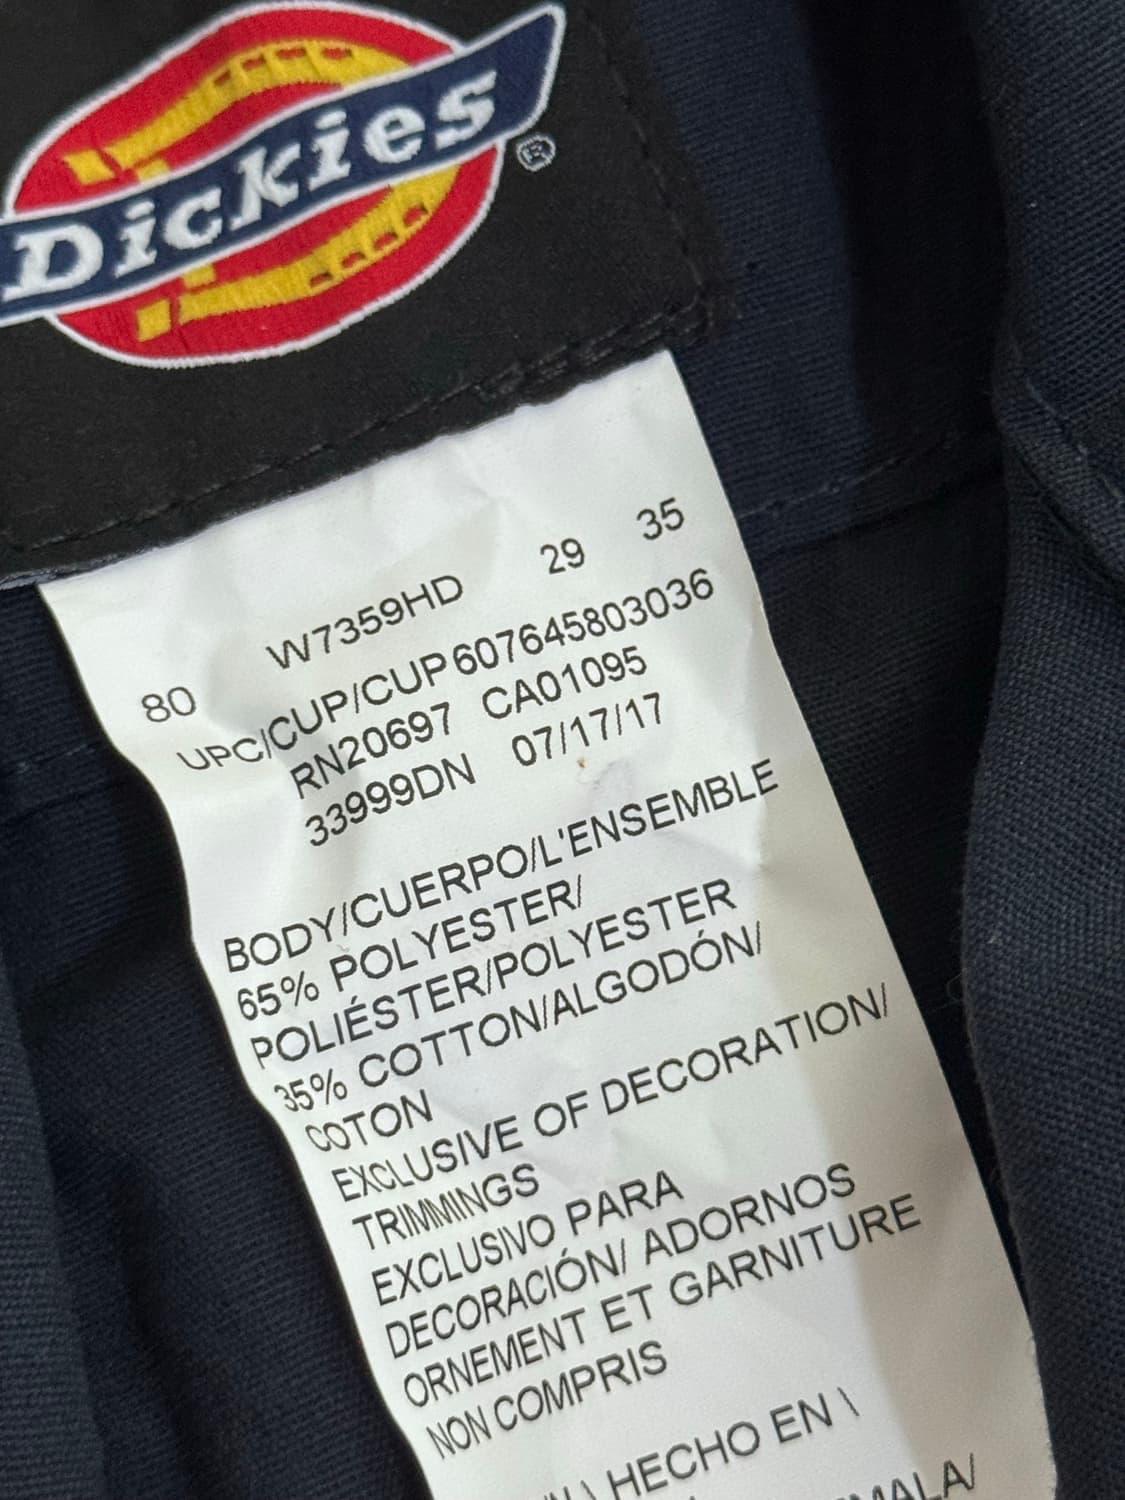 Dickies®
80 W7359HD 29 35
UPC/CUP/CUP607645803036
RN20697 CA01095
33999DN 07/17/17
BODY/CUERPO/L'ENSEMBLE
65% POLYESTER/
POLIÉSTER/POLYESTER
35% COTTON/ALGODÓN/
COTON
EXCLUSIVE OF DECORATION/
TRIMMINGS
EXCLUSIVO PARA
DECORACIÓN/ ADORNOS
ORNEMENT ET GARNITURE
NON COMPRIS
HECHO EN \